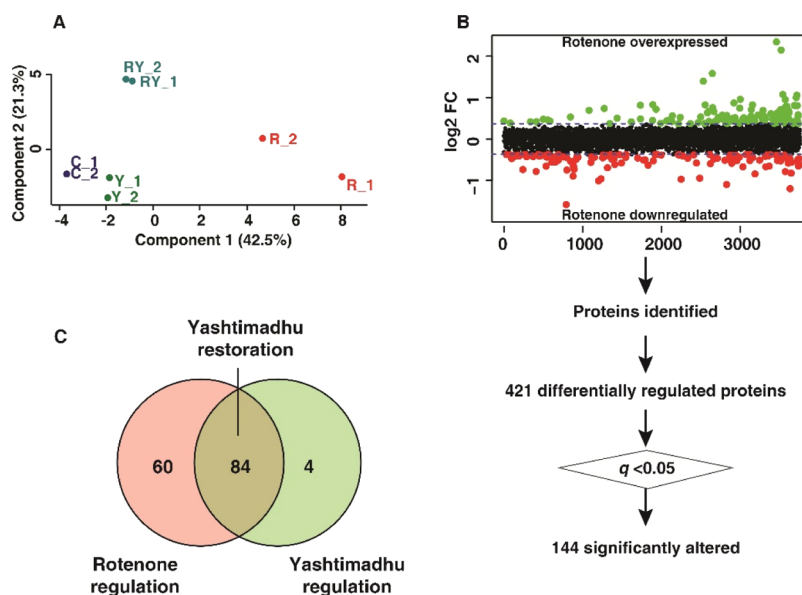 A
Component 2 (21.3%)
5
0
RY_2
RY_1
R_2
R_1
C_1
C_2
Y_1
Y_2
-4
-2
0
2
4
6
8
Component 1 (42.5%)
B
log2 FC
2
1
0
-1
Rotenone overexpressed
Rotenone downregulated
0
1000
2000
3000
Proteins identified
421 differentially regulated proteins
q <0.05
144 significantly altered
C
Yashtimadhu
restoration
60
84
4
Rotenone
regulation
Yashtimadhu
regulation